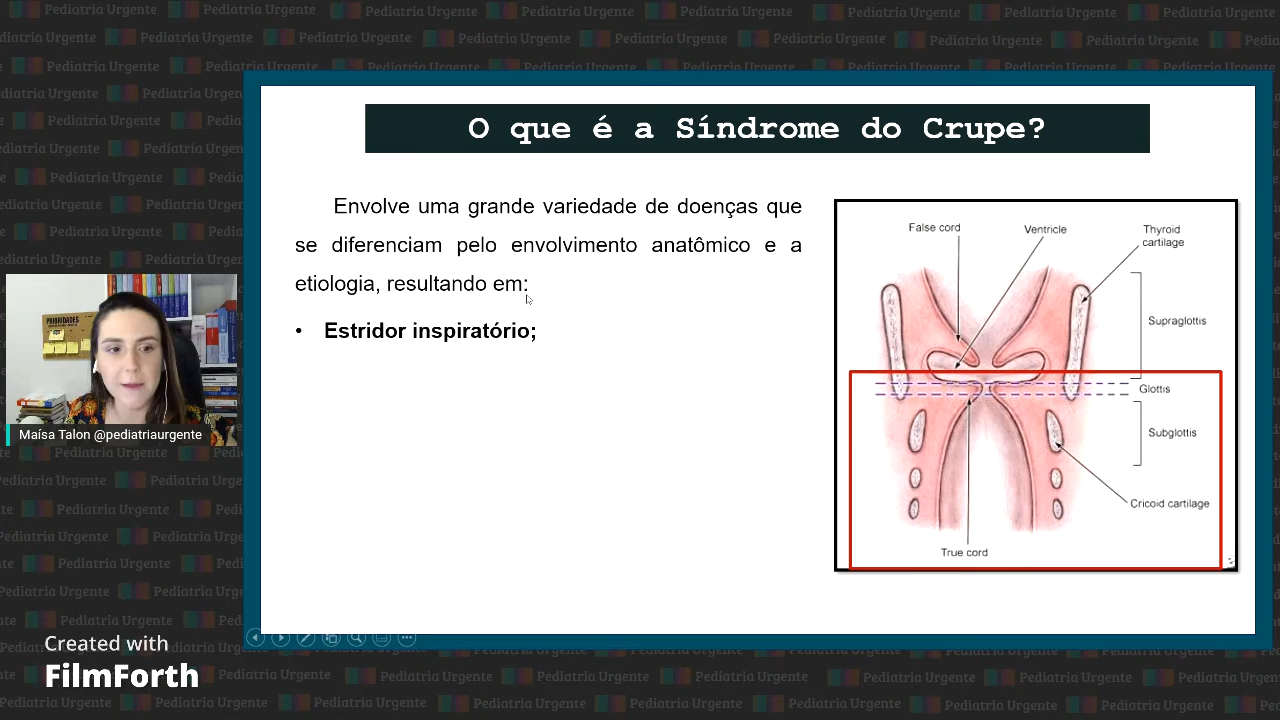 O que é a Síndrome do Crupe?
Envolve uma grande variedade de doenças que
se diferenciam pelo envolvimento anatômico e a
etiologia, resultando em:
• Estridor inspiratório;
False cord
Ventricle
Thyroid
cartilage
Supraglottis
Glottis
Subglottis
Cricoid cartilage
True cord
PRIORIDADES
Maísa Talon @pediatriaurgente
Pediatria Urgente
Created with
FilmForth